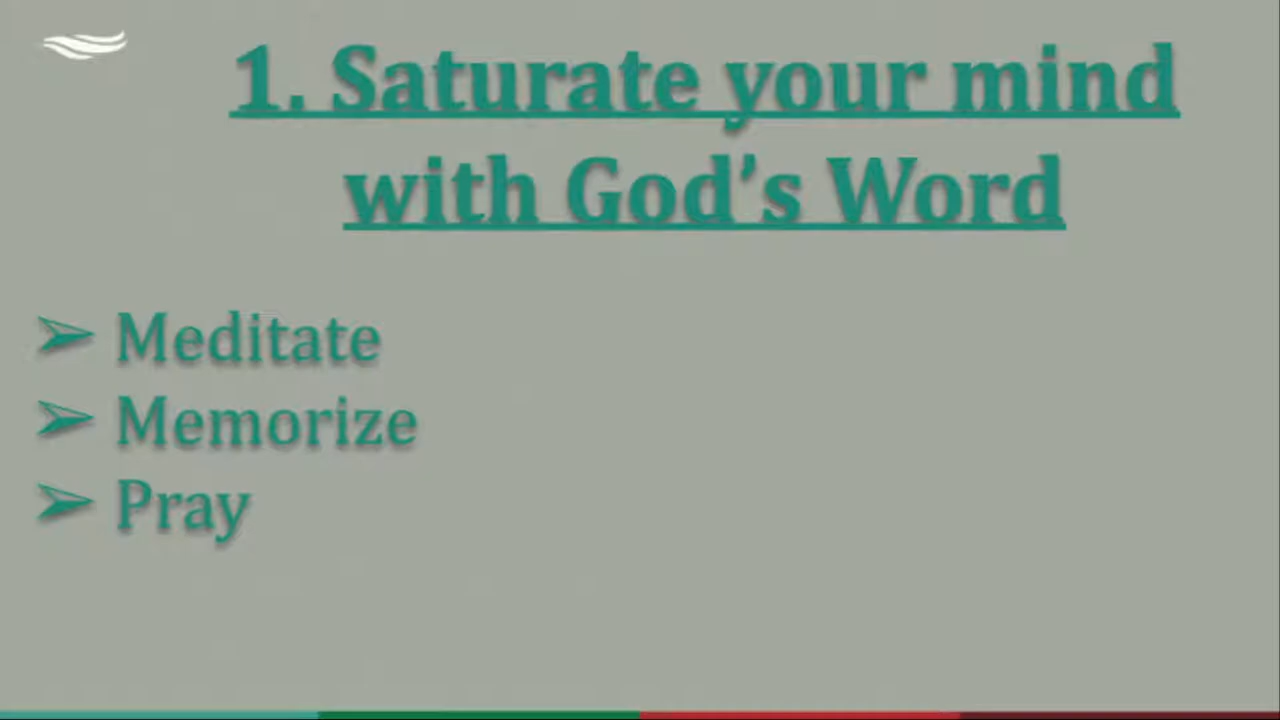 1. Saturate your mind
with God's Word
➢ Meditate
➢ Memorize
➢ Pray